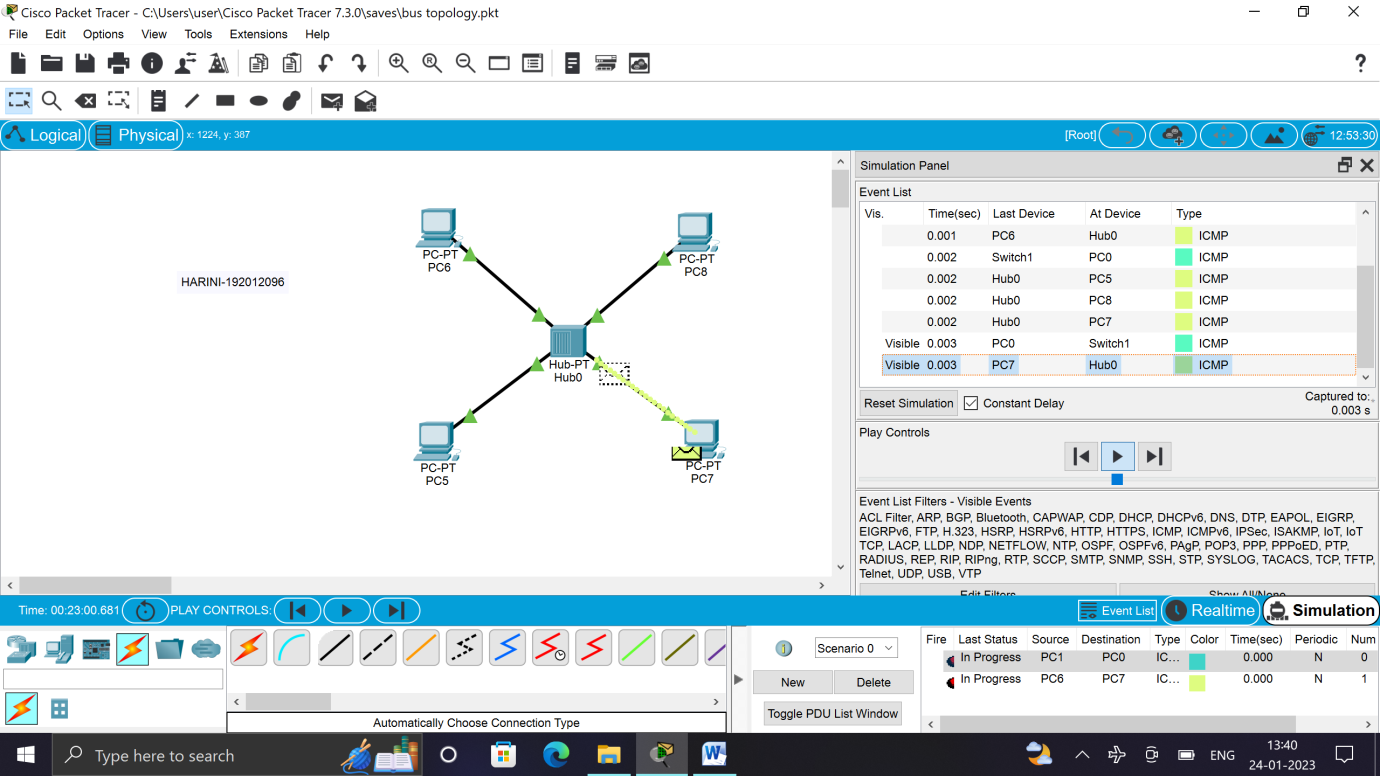 Cisco Packet Tracer - C:\Users\user\Cisco Packet Tracer 7.3.0\saves\bus topology.pkt
File Edit Options View Tools Extensions Help
Logical Physical x: 1224, y: 387 [Root] 12:53:30
PC-PT
PC6
PC-PT
PC8
HARINI-192012096
Hub-PT
Hub0
PC-PT
PC5
PC-PT
PC7
Simulation Panel
Event List
Vis. Time(sec) Last Device At Device Type
0.001 PC6 Hub0 ICMP
0.002 Switch1 PC0 ICMP
0.002 Hub0 PC5 ICMP
0.002 Hub0 PC8 ICMP
0.002 Hub0 PC7 ICMP
Visible 0.003 PC0 Switch1 ICMP
Visible 0.003 PC7 Hub0 ICMP
Reset Simulation Constant Delay Captured to:
0.003 s
Play Controls
Event List Filters - Visible Events
ACL Filter, ARP, BGP, Bluetooth, CAPWAP, CDP, DHCP, DHCPv6, DNS, DTP, EAPOL, EIGRP,
EIGRPv6, FTP, H.323, HSRP, HSRPv6, HTTP, HTTPS, ICMP, ICMPv6, IPSec, ISAKMP, IoT, IoT
TCP, LACP, LLDP, NDP, NETFLOW, NTP, OSPF, OSPFv6, PAgP, POP3, PPP, PPPoED, PTP,
RADIUS, REP, RIP, RIPng, RTP, SCCP, SMTP, SNMP, SSH, STP, SYSLOG, TACACS, TCP, TFTP,
Telnet, UDP, USB, VTP
Edit Filters Show All/None
Time: 00:23:00.681 PLAY CONTROLS: Event List Realtime Simulation
Scenario 0
New Delete
Toggle PDU List Window
Fire Last Status Source Destination Type Color Time(sec) Periodic Num
In Progress PC1 PC0 IC... 0.000 N 0
In Progress PC6 PC7 IC... 0.000 N 1
Automatically Choose Connection Type
Type here to search
ENG
13:40
24-01-2023